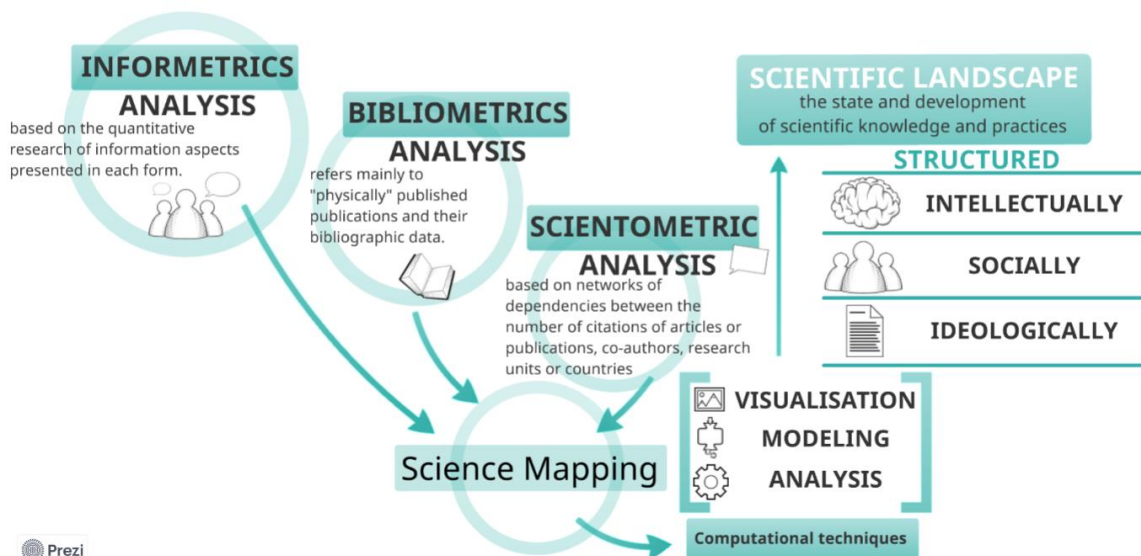 INFORMETRICS
ANALYSIS
based on the quantitative
research of information aspects
presented in each form.
BIBLIOMETRICS
ANALYSIS
refers mainly to
"physically" published
publications and their
bibliographic data.
SCIENTOMETRIC
ANALYSIS
based on networks of
dependencies between the
number of citations of articles or
publications, co-authors, research
units or countries
Science Mapping
SCIENTIFIC LANDSCAPE
the state and development
of scientific knowledge and practices
STRUCTURED
INTELLECTUALLY
SOCIALLY
IDEOLOGICALLY
VISUALISATION
MODELING
ANALYSIS
Computational techniques
Prezi